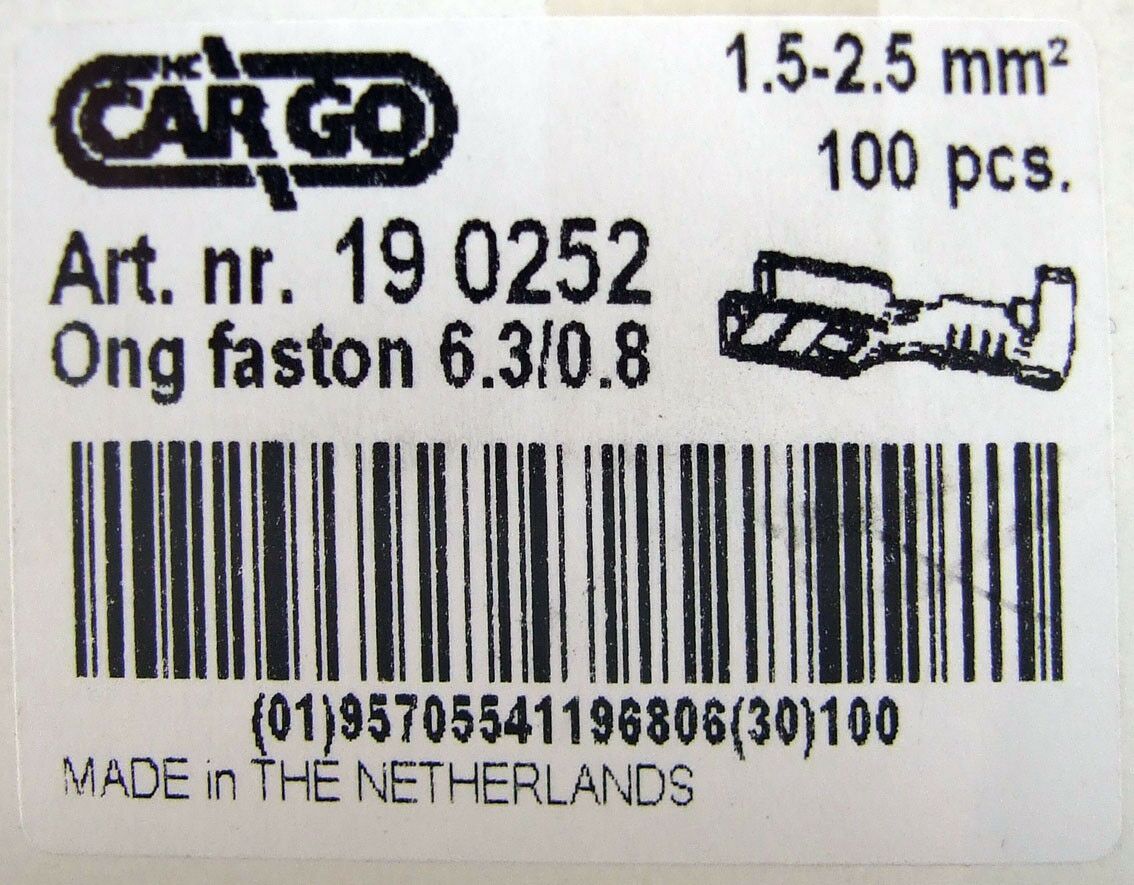 HC
CARGO
1.5-2.5 mm²
100 pcs.
Art. nr. 19 0252
Ong faston 6.3/0.8
(01)95705541196806(30)100
MADE in THE NETHERLANDS